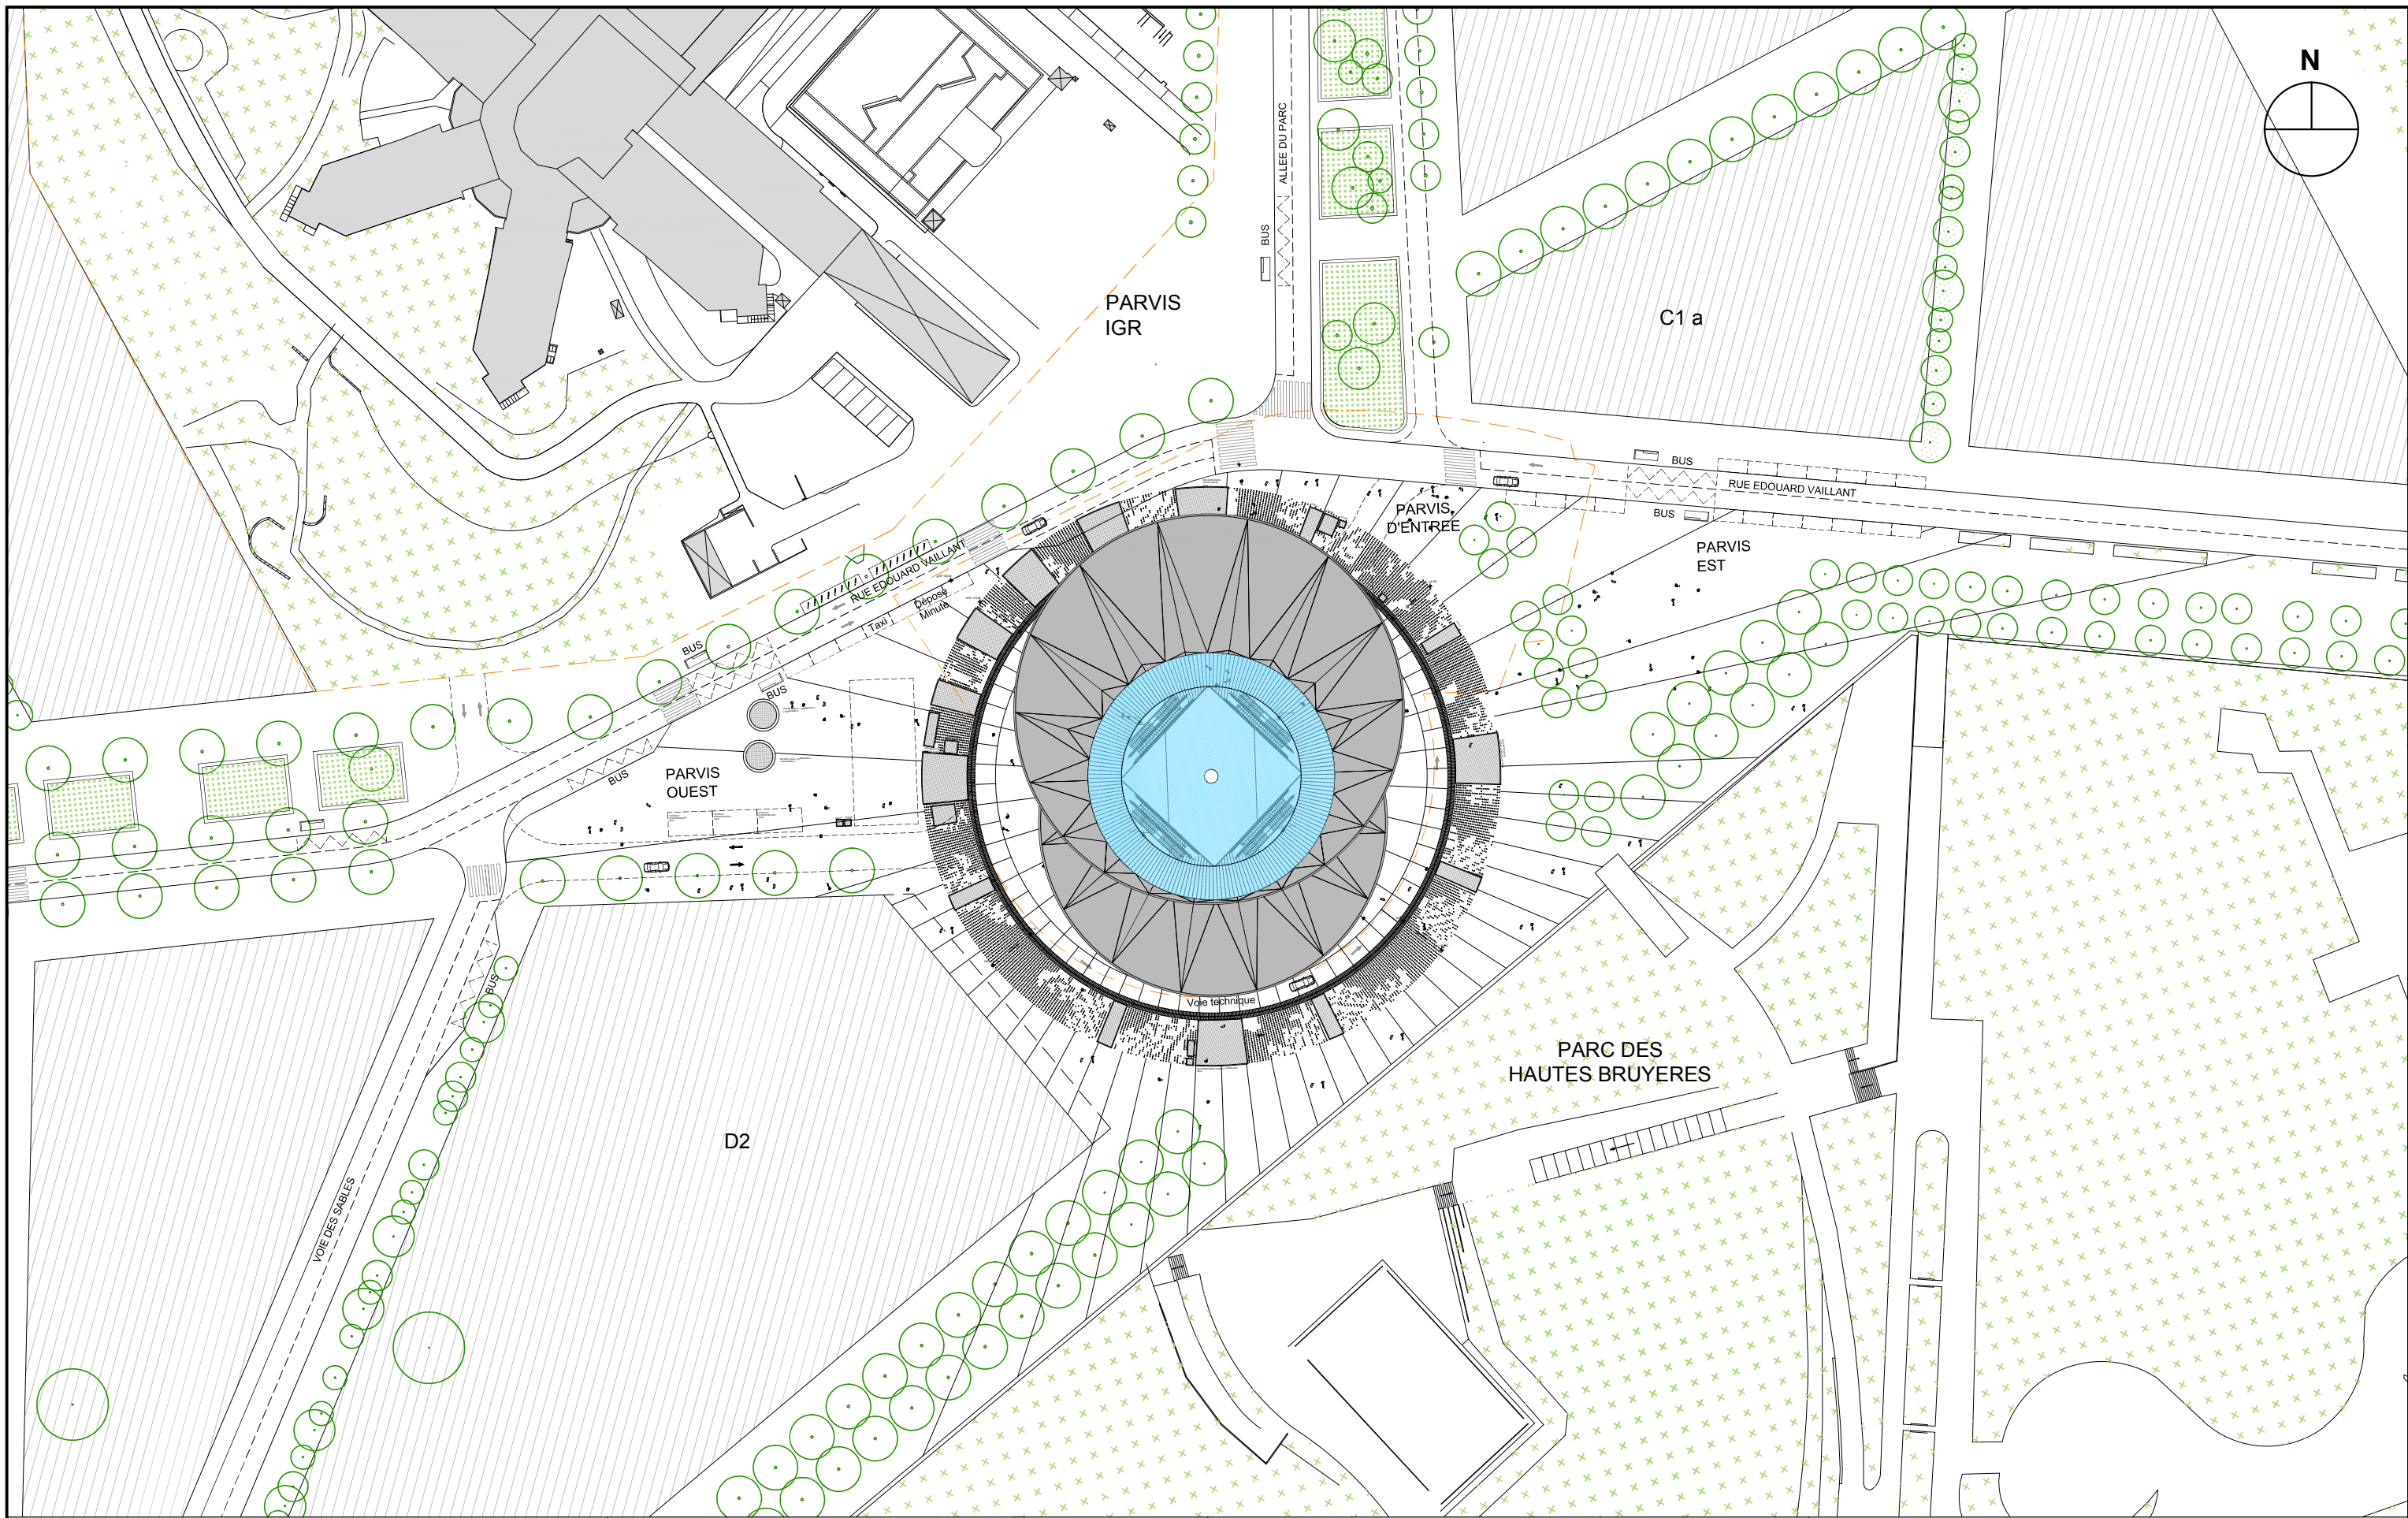 N
ALLEE DU PARC
BUS
PARVIS
IGR
C1 a
BUS
RUE EDOUARD VAILLANT
BUS
PARVIS
D'ENTREE
PARVIS
EST
RUE EDOUARD VAILLANT
Dépose
Minute
Taxi
BUS
BUS
BUS
PARVIS
OUEST
BUS
Voie technique
PARC DES
HAUTES BRUYERES
D2
VOIE DES SABLES